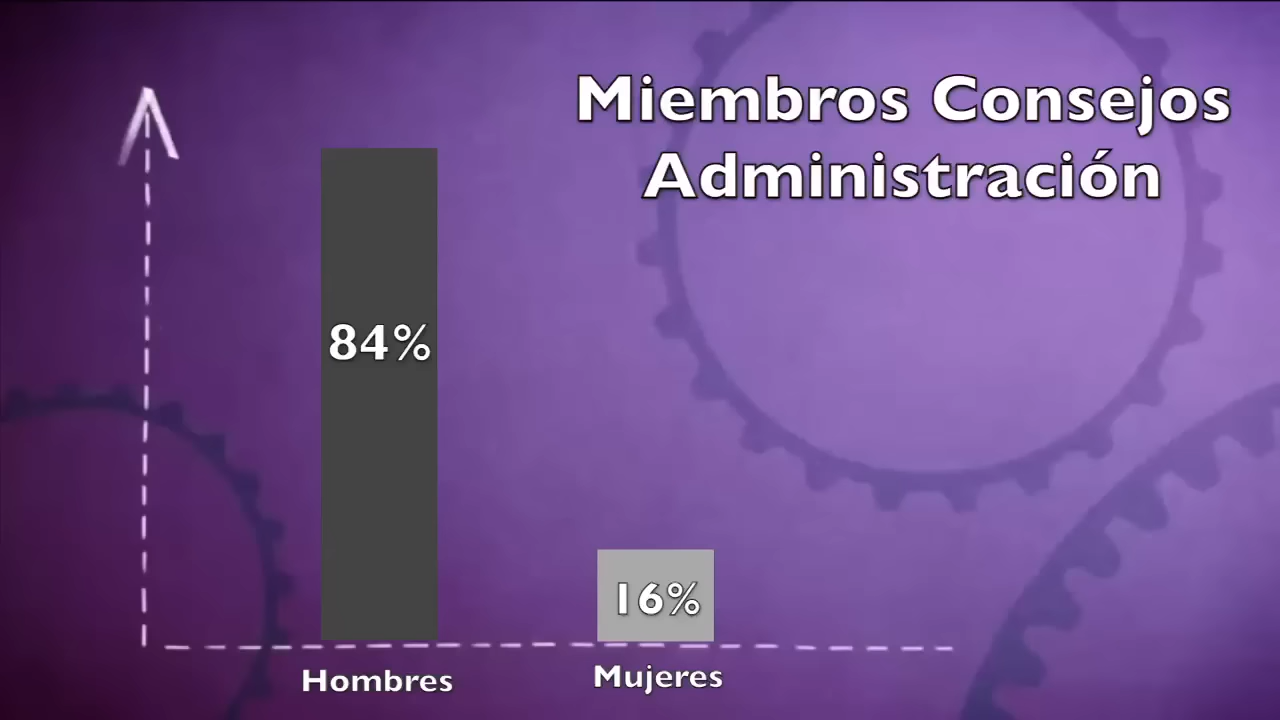 Miembros Consejos
Administración
84%
16%
Hombres
Mujeres